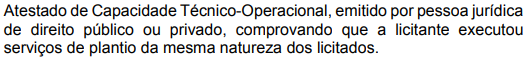 Atestado de Capacidade Técnico-Operacional, emitido por pessoa jurídica
de direito público ou privado, comprovando que a licitante executou
serviços de plantio da mesma natureza dos licitados.